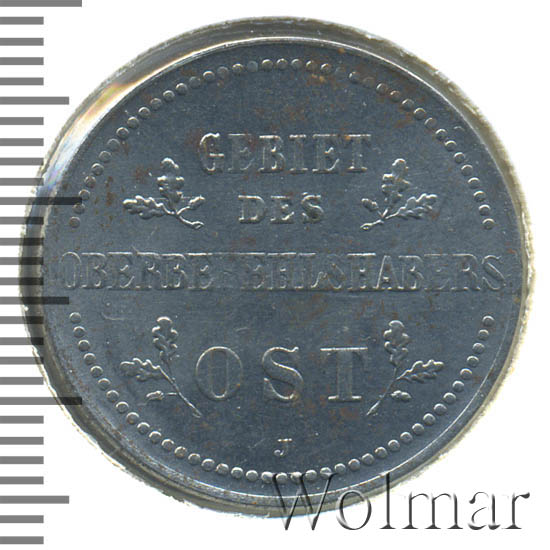 GEBIET
DES
OBERBEFEHLSHABERS
OST
J
Wolmar